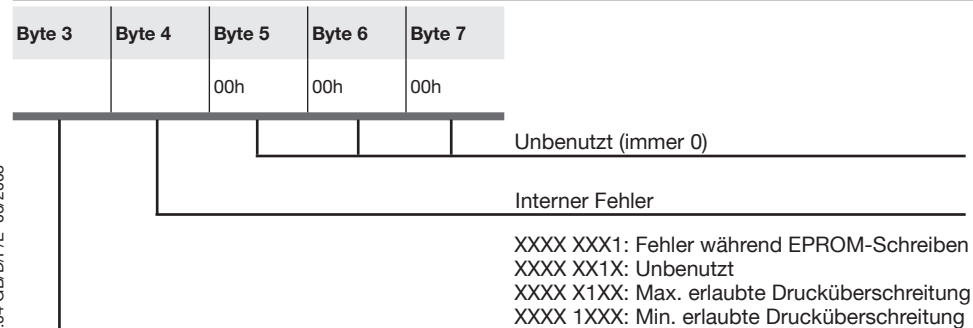 Byte 3 Byte 4 Byte 5 Byte 6 Byte 7
00h 00h 00h
Unbenutzt (immer 0)
Interner Fehler
XXXX XXX1: Fehler während EPROM-Schreiben
XXXX XX1X: Unbenutzt
XXXX X1XX: Max. erlaubte Drucküberschreitung
XXXX 1XXX: Min. erlaubte Drucküberschreitung